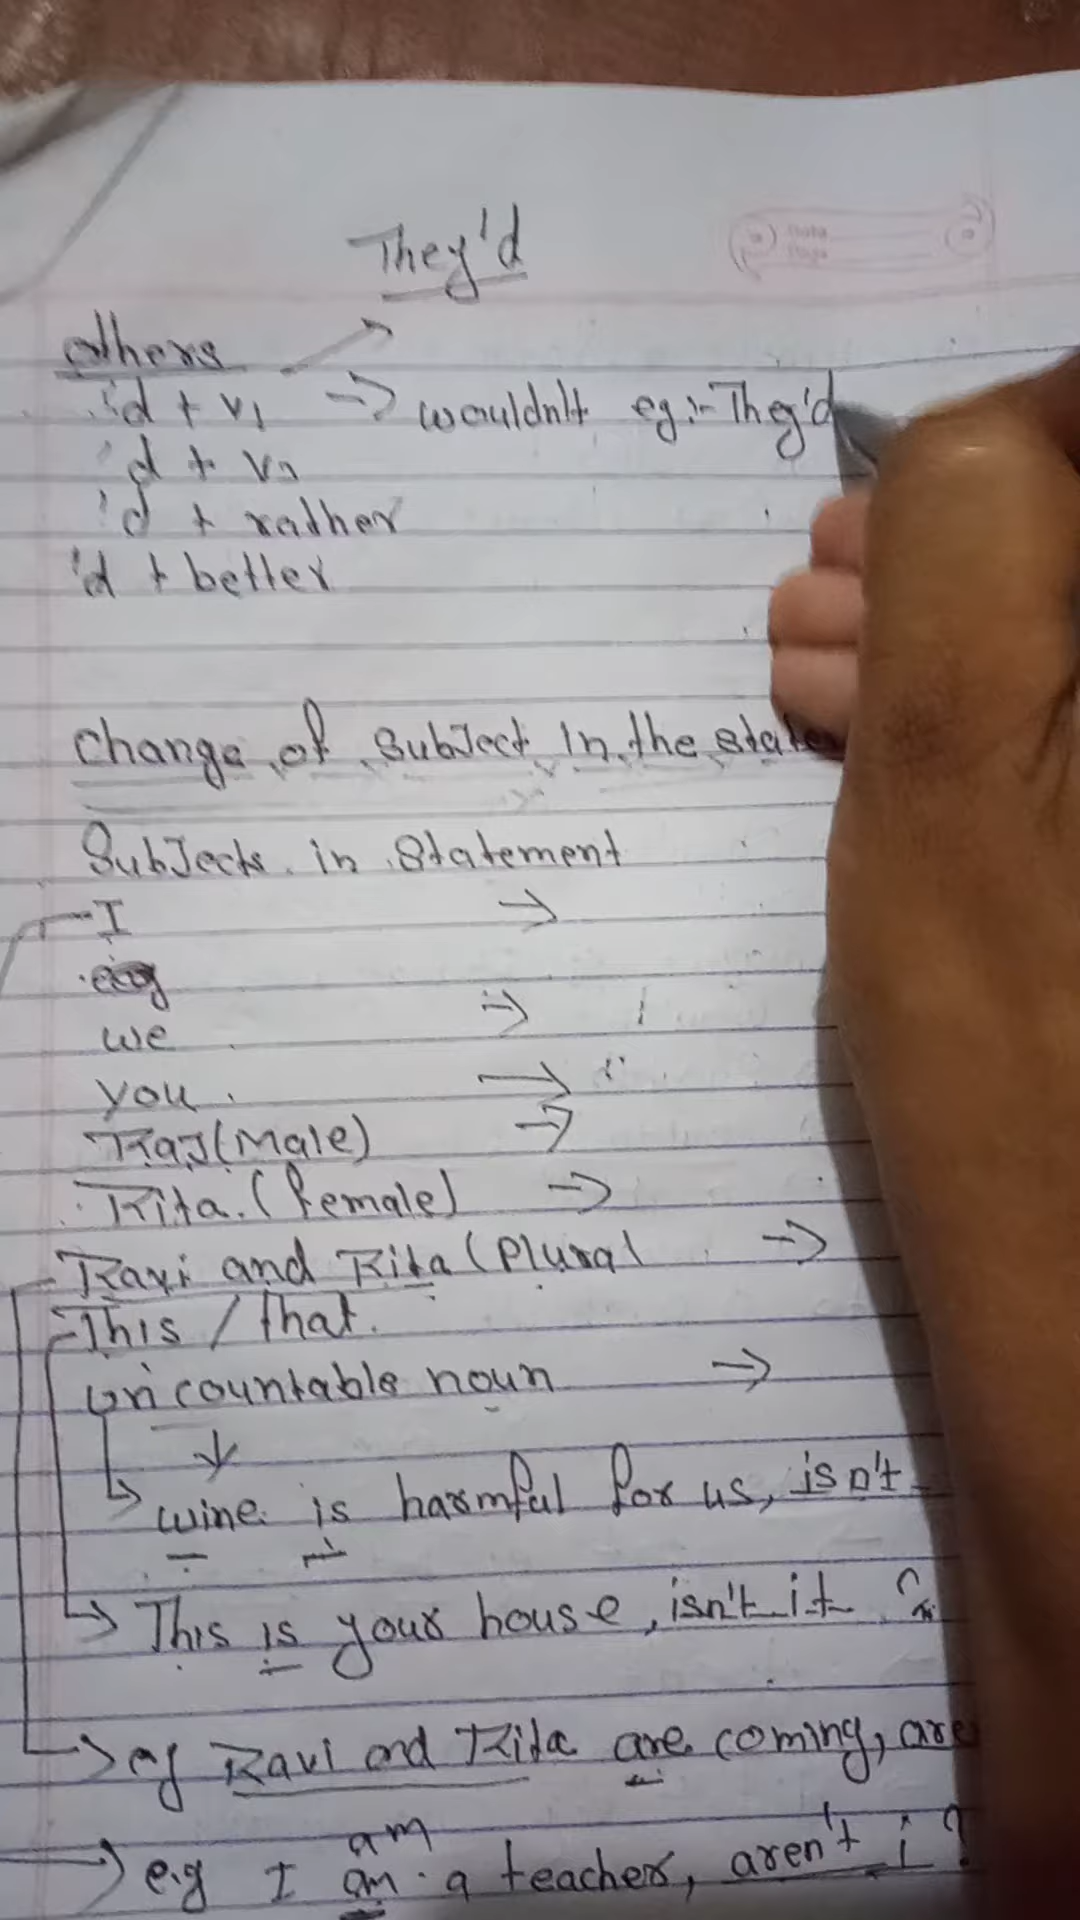 They'd
others
'd + V1 -> wouldn't eg:- They'd
'd + V3
'd + rather
'd + better
Change of Subject in the state
Subjects in Statement
I ->
we ->
you ->
Raj (Male) ->
Rita (female) ->
Ravi and Rita (Plural ->
This / that.
uncountable noun ->
wine is harmful for us, isn't
This is your house, isn't it ?
eg Ravi and Rita are coming, are
am
e.g I am a teacher, aren't i ?